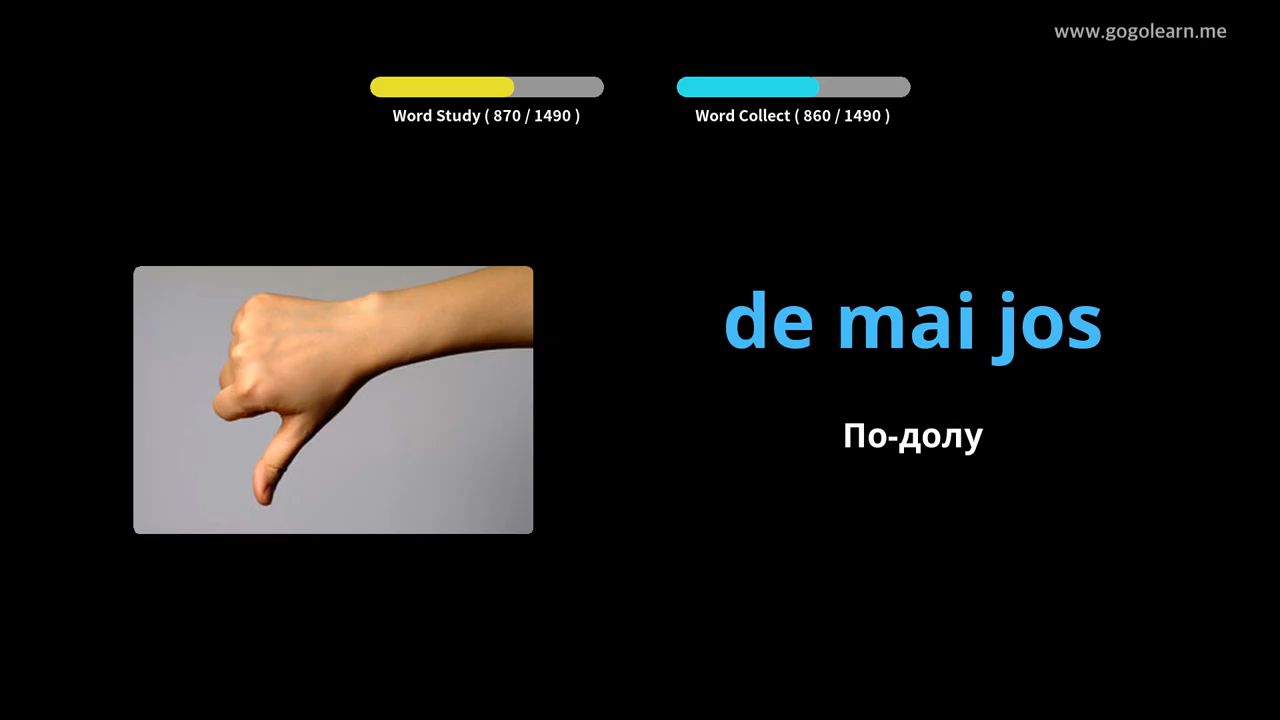 www.gogolearn.me
Word Study ( 870 / 1490 )
Word Collect ( 860 / 1490 )
de mai jos
По-долу